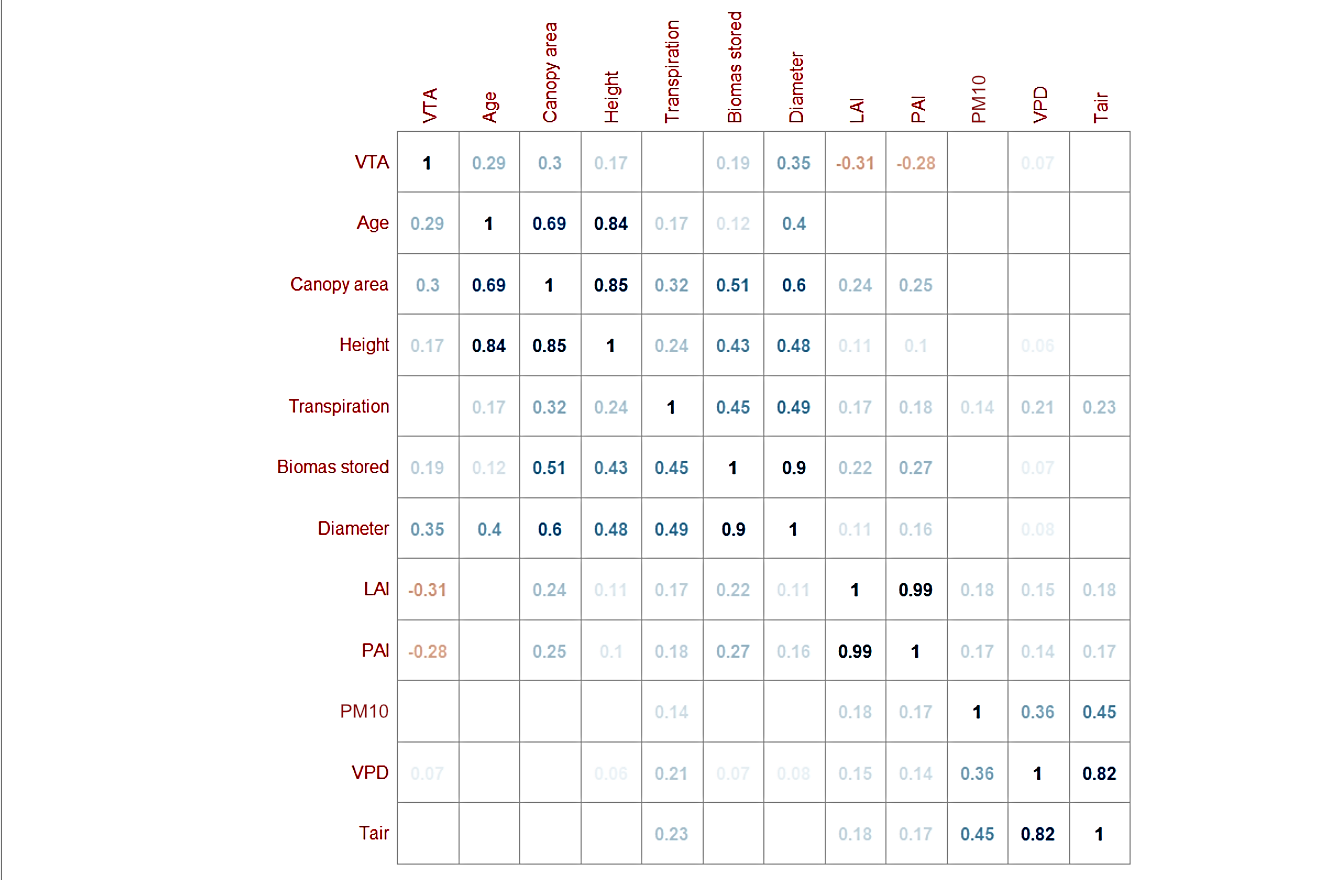 VTA Age Canopy area Height Transpiration Biomas stored Diameter LAI PAI PM10 VPD Tair
VTA 1 0.29 0.3 0.17 0.19 0.35 -0.31 -0.28 0.07
Age 0.29 1 0.69 0.84 0.17 0.12 0.4
Canopy area 0.3 0.69 1 0.85 0.32 0.51 0.6 0.24 0.25
Height 0.17 0.84 0.85 1 0.24 0.43 0.48 0.11 0.1 0.06
Transpiration 0.17 0.32 0.24 1 0.45 0.49 0.17 0.18 0.14 0.21 0.23
Biomas stored 0.19 0.12 0.51 0.43 0.45 1 0.9 0.22 0.27 0.07
Diameter 0.35 0.4 0.6 0.48 0.49 0.9 1 0.11 0.16 0.08
LAI -0.31 0.24 0.11 0.17 0.22 0.11 1 0.99 0.18 0.15 0.18
PAI -0.28 0.25 0.1 0.18 0.27 0.16 0.99 1 0.17 0.14 0.17
PM10 0.14 0.18 0.17 1 0.36 0.45
VPD 0.07 0.06 0.21 0.07 0.08 0.15 0.14 0.36 1 0.82
Tair 0.23 0.18 0.17 0.45 0.82 1